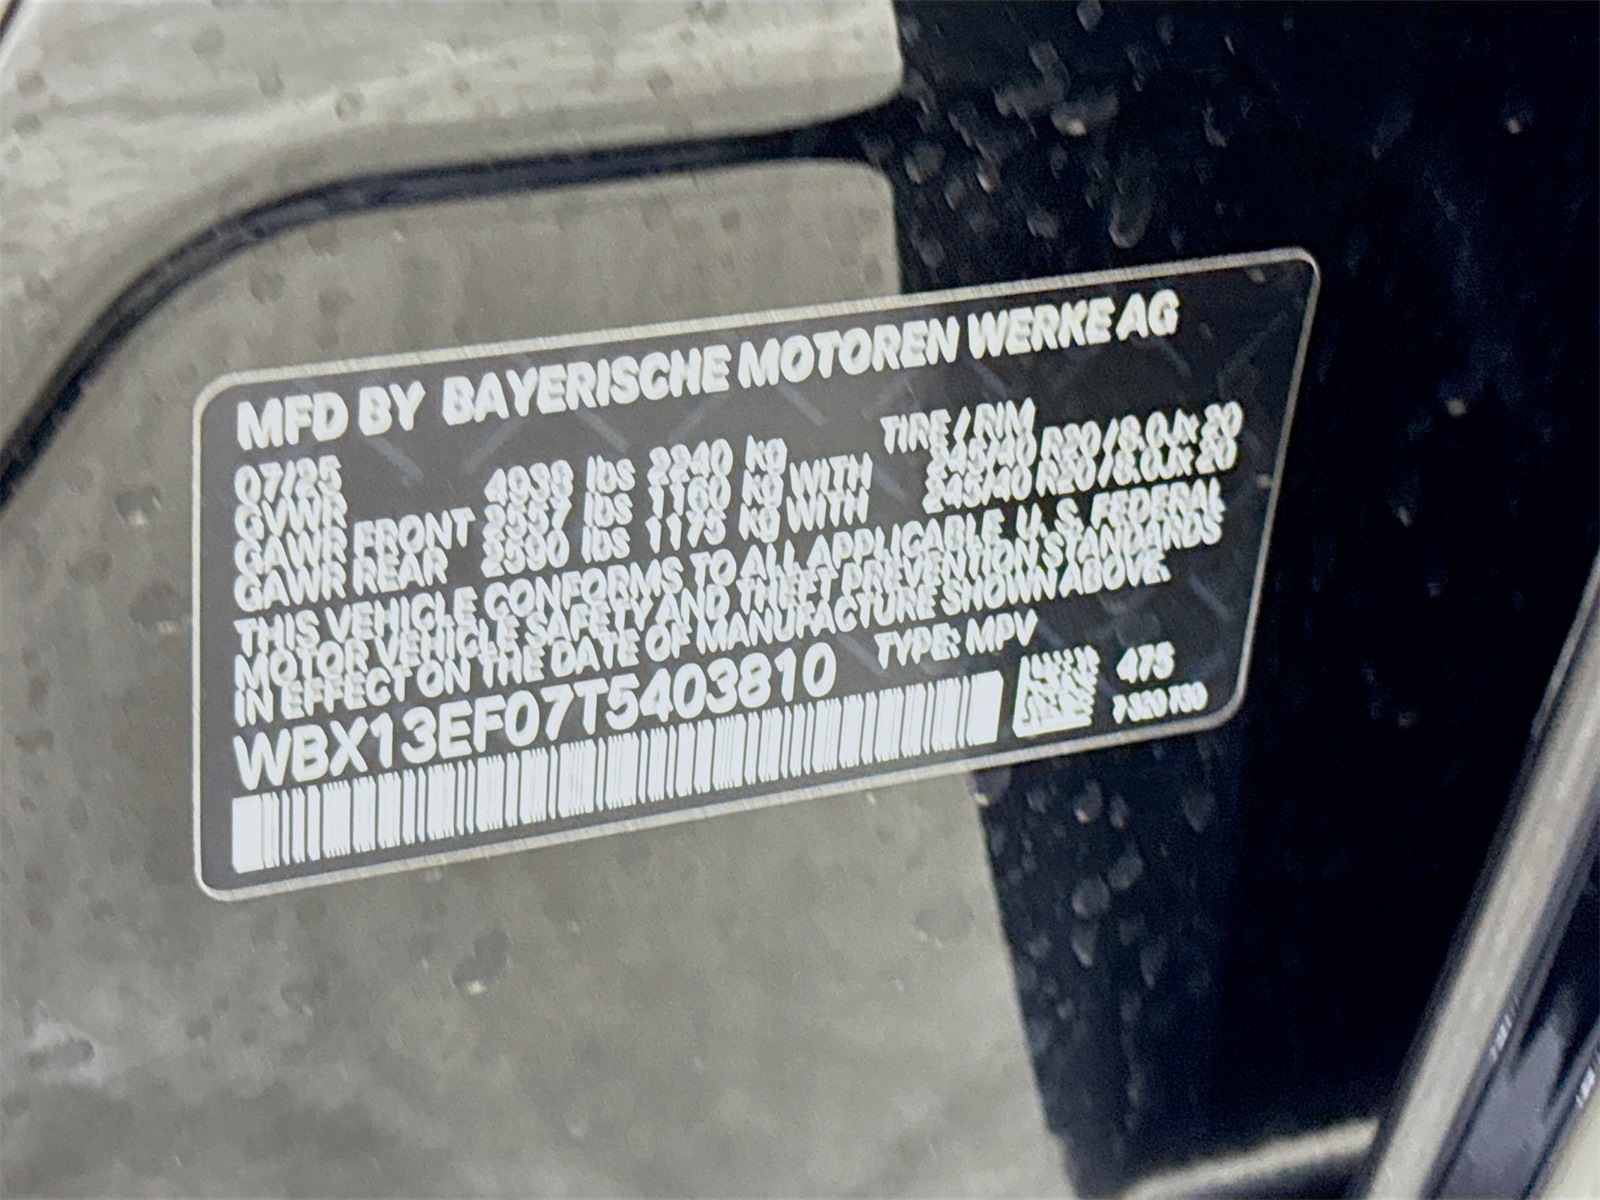 MFD BY BAYERISCHE MOTOREN WERKE AG
07/25 TIRE / RIM
GVWR 4938 lbs 2240 kg
GAWR FRONT 2557 lbs 1160 kg WITH 245/40 R20 / 8.0Jx 20
GAWR REAR 2590 lbs 1175 kg WITH 245/40 R20 / 8.0Jx 20
THIS VEHICLE CONFORMS TO ALL APPLICABLE U. S. FEDERAL
MOTOR VEHICLE SAFETY AND THEFT PREVENTION STANDARDS
IN EFFECT ON THE DATE OF MANUFACTURE SHOWN ABOVE.
WBX13EF07T5403810 TYPE: MPV
475